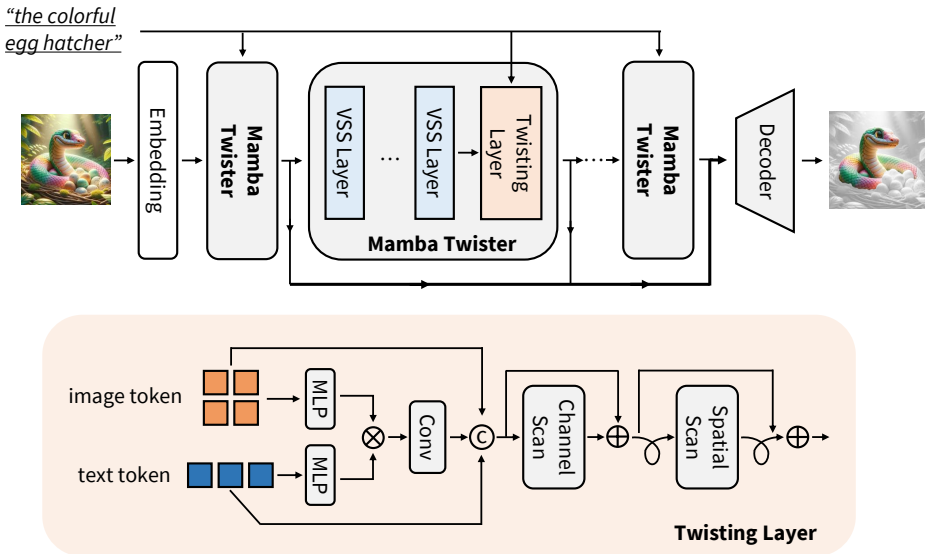 “the colorful
egg hatcher”
Embedding
Mamba
Twister
VSS Layer
...
VSS Layer
Twisting
Layer
Mamba Twister
Mamba
Twister
Decoder
image token
MLP
text token
MLP
Conv
C
Channel
Scan
Spatial
Scan
Twisting Layer